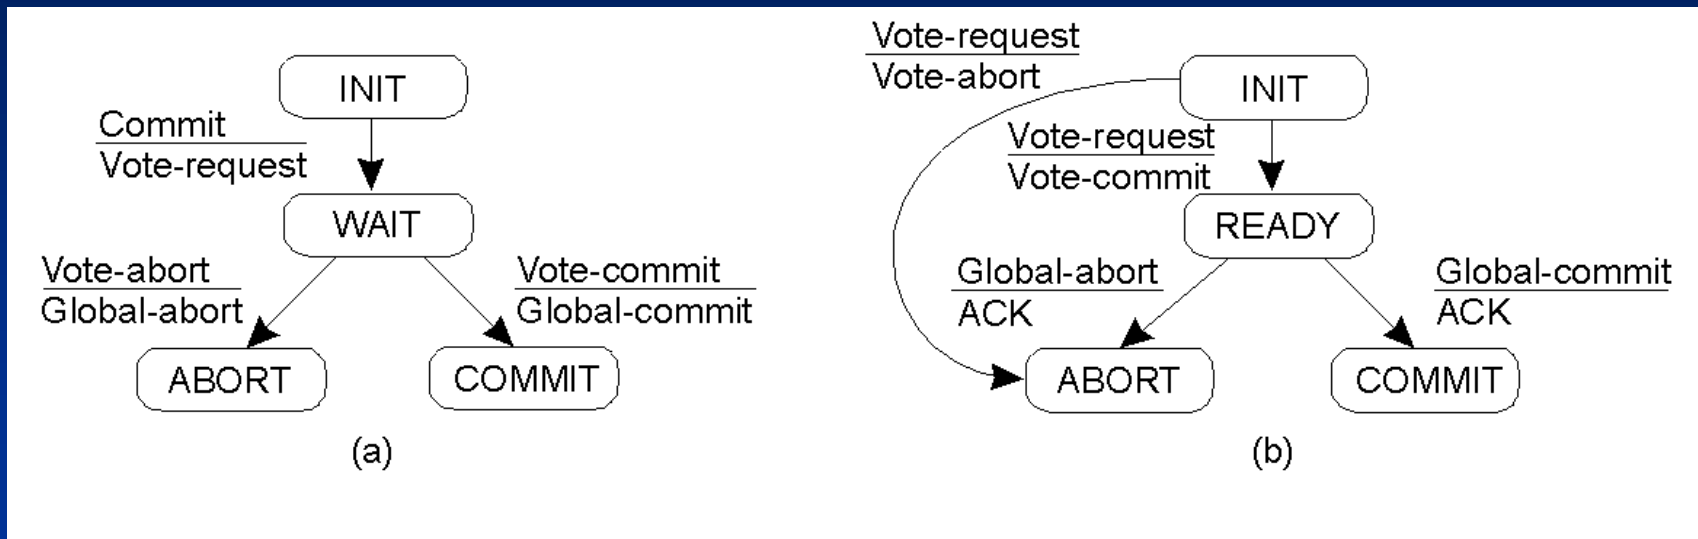 INIT
Commit
Vote-request
WAIT
Vote-abort
Global-abort
Vote-commit
Global-commit
ABORT
COMMIT
(a)
Vote-request
Vote-abort
INIT
Vote-request
Vote-commit
READY
Global-abort
ACK
Global-commit
ACK
ABORT
COMMIT
(b)